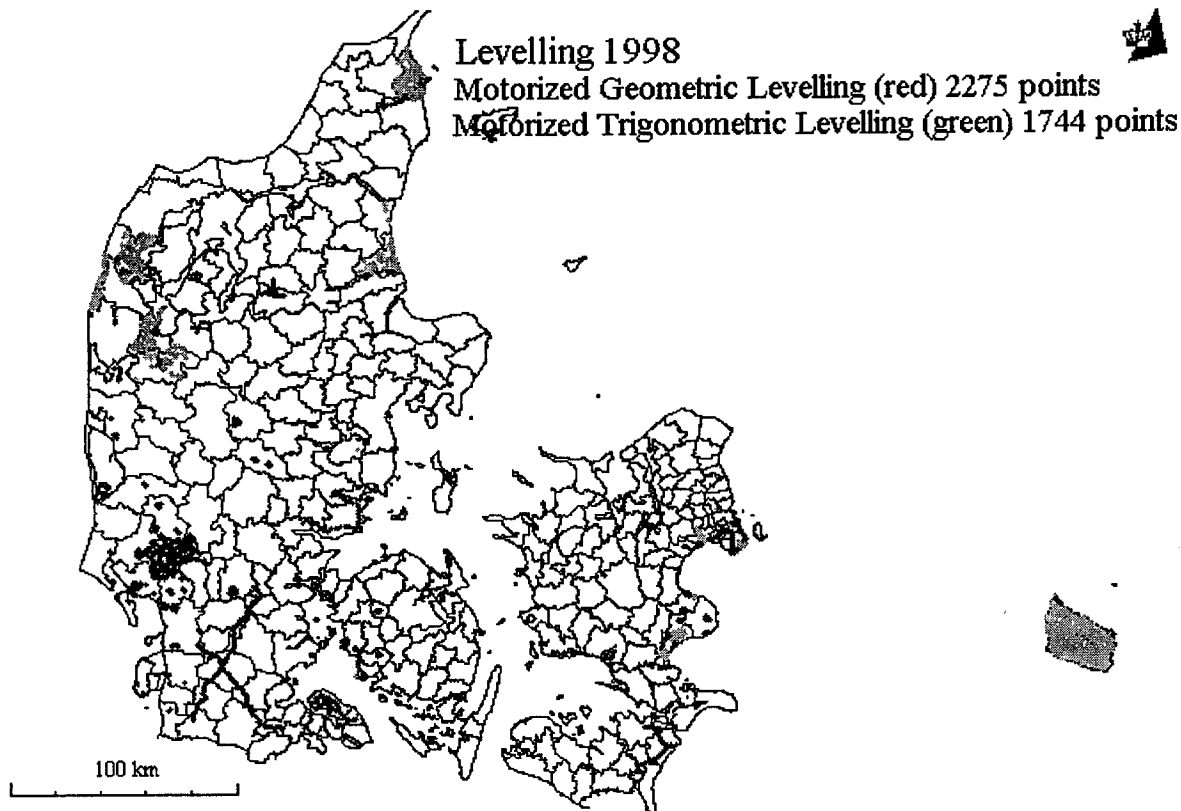 Levelling 1998
Motorized Geometric Levelling (red) 2275 points
Motorized Trigonometric Levelling (green) 1744 points
100 km